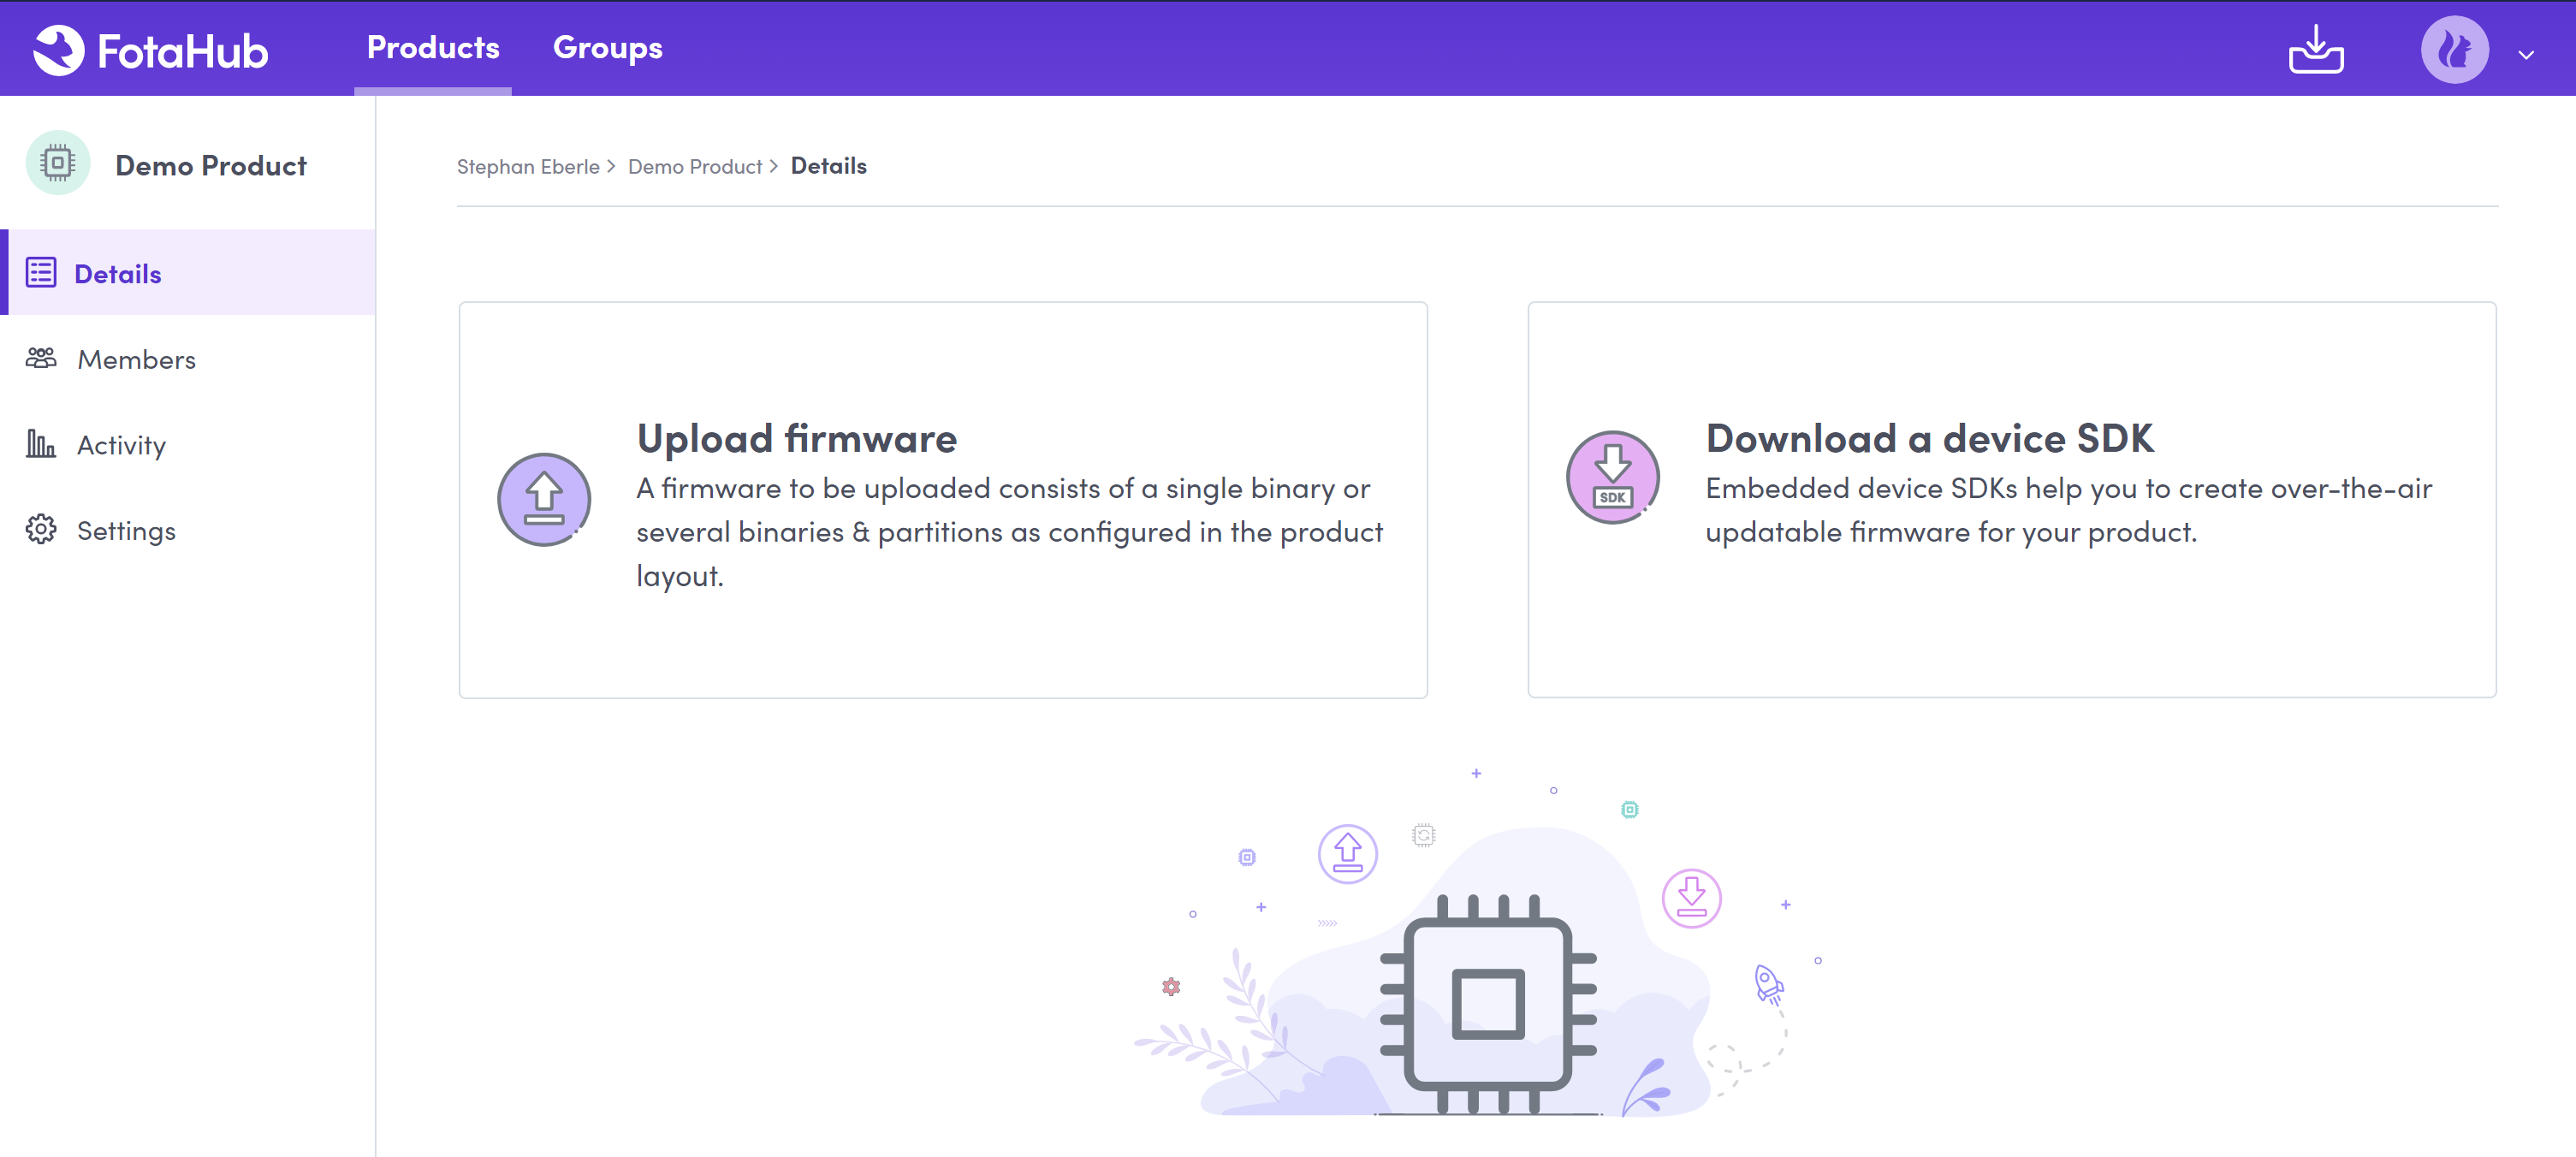 FotaHub
Products
Groups
Demo Product
Details
Members
Activity
Settings
Stephan Eberle > Demo Product > Details
Upload firmware
A firmware to be uploaded consists of a single binary or
several binaries & partitions as configured in the product
layout.
SDK
Download a device SDK
Embedded device SDKs help you to create over-the-air
updatable firmware for your product.